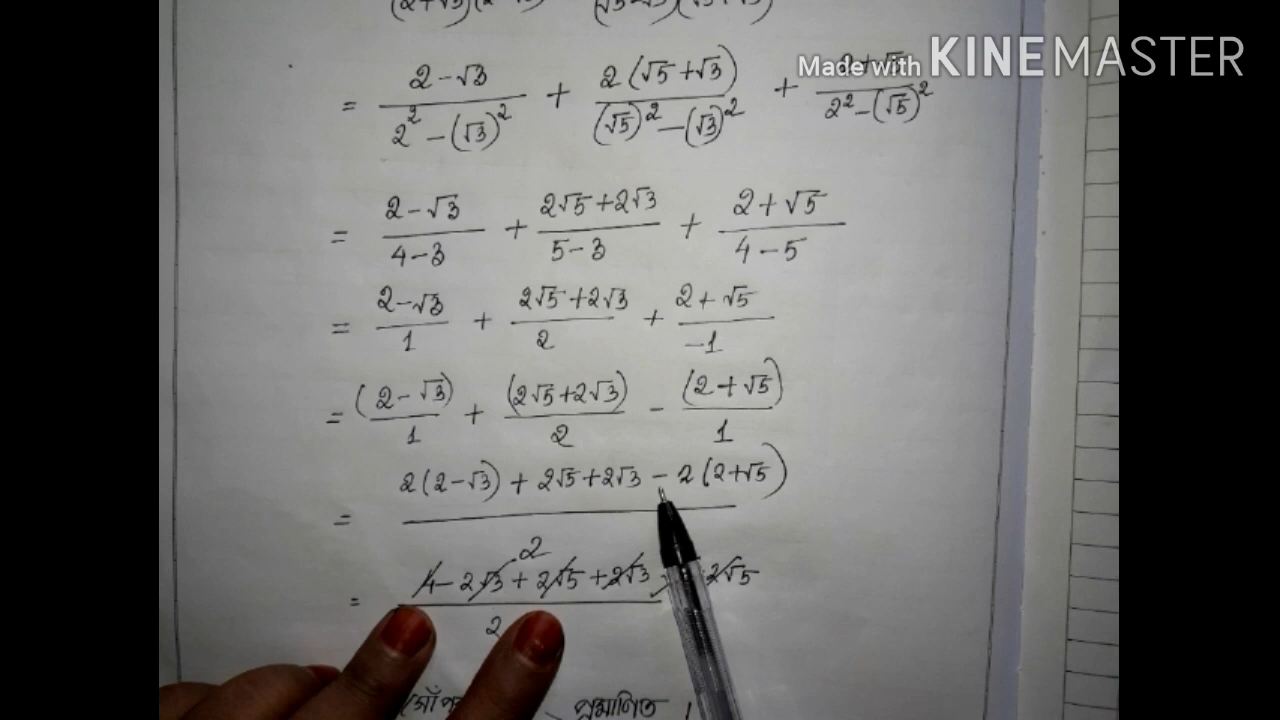 Made with KINEMASTER
= 2-√3 / 2² - (√3)² + 2(√5+√3) / (√5)² - (√3)² + 2+√5 / 2² - (√5)²
= 2-√3 / 4-3 + 2√5+2√3 / 5-3 + 2+√5 / 4-5
= 2-√3 / 1 + 2√5+2√3 / 2 + 2+√5 / -1
= (2-√3) / 1 + (2√5+2√3) / 2 - (2+√5) / 1
= 2(2-√3) + 2√5+2√3 - 2(2+√5) / 2
= 4-2√3+2√5+2√3 - 2√5 / 2
প্রমাণিত